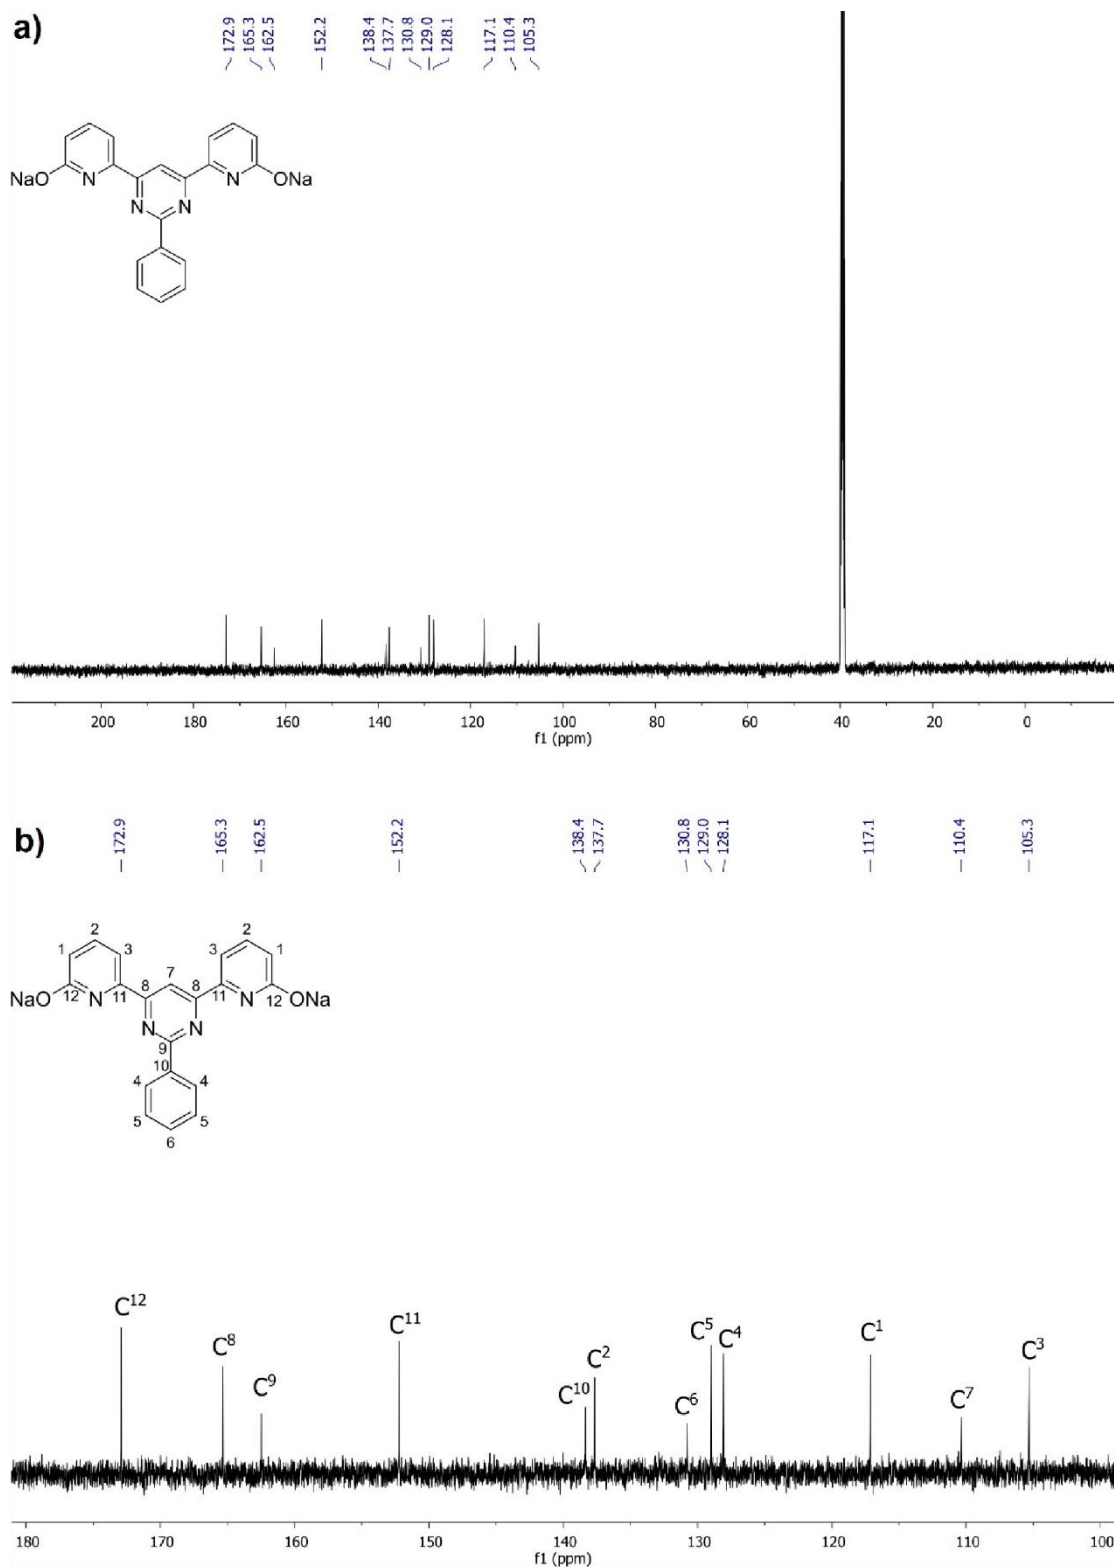 a)
172.9
165.3
162.5
152.2
138.4
137.7
130.8
129.0
128.1
117.1
110.4
105.3
NaO N N ONa
N N
200 180 160 140 120 100 80 60 40 20 0
f1 (ppm)
b)
172.9
165.3
162.5
152.2
138.4
137.7
130.8
129.0
128.1
117.1
110.4
105.3
2 2
1 3 3 1
8 7 8
NaO 12 N 11 11 N 12 ONa
N N
9
10
4 4
5 5
6
C¹² C⁸ C⁹ C¹¹ C¹⁰ C² C⁶ C⁵ C⁴ C¹ C⁷ C³
180 170 160 150 140 130 120 110 100
f1 (ppm)